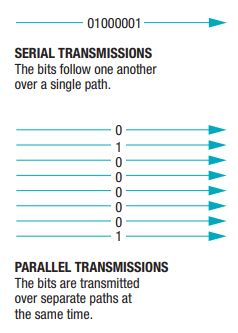 01000001
SERIAL TRANSMISSIONS
The bits follow one another
over a single path.
0
1
0
0
0
0
0
1
PARALLEL TRANSMISSIONS
The bits are transmitted
over separate paths at
the same time.